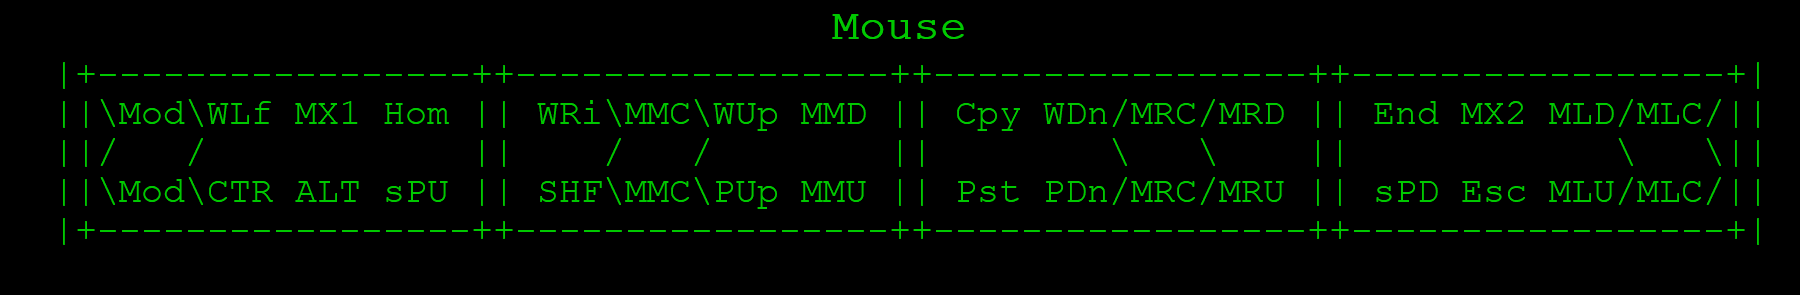 Mouse
|+-----------------++-----------------++-----------------++-----------------+|
||\Mod\WLf MX1 Hom || WRi\MMC\WUp MMD || Cpy WDn/MRC/MRD || End MX2 MLD/MLC/||
||/   /            ||    /   /        ||        \   \    ||            \   \||
||\Mod\CTR ALT sPU || SHF\MMC\PUp MMU || Pst PDn/MRC/MRU || sPD Esc MLU/MLC/||
|+-----------------++-----------------++-----------------++-----------------+|